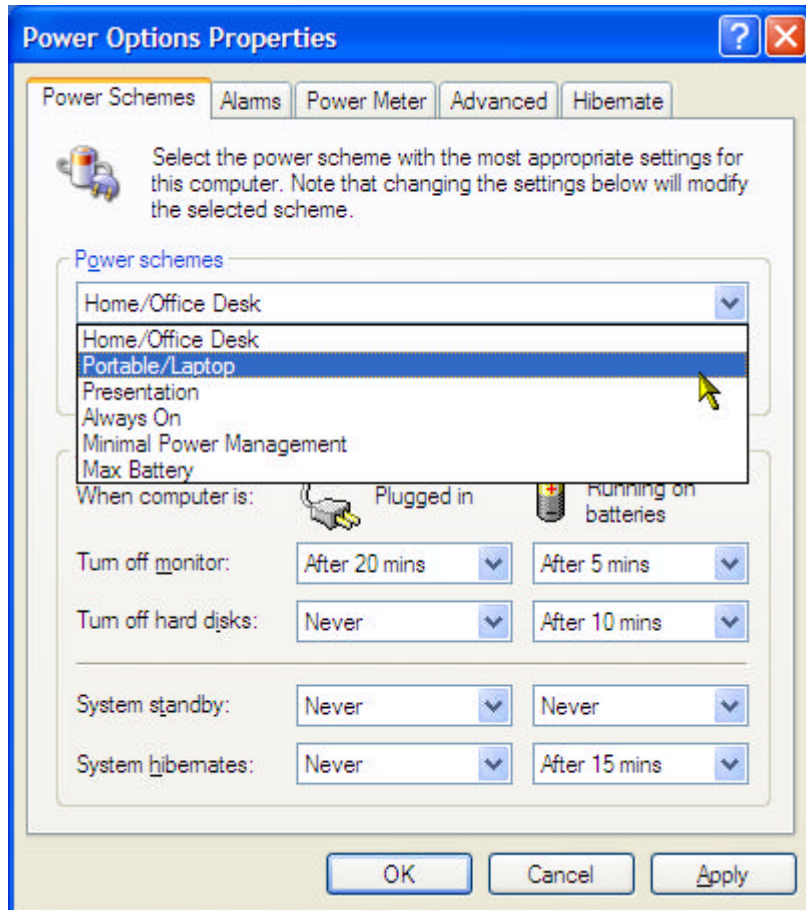 Power Options Properties
Power Schemes Alarms Power Meter Advanced Hibernate
Select the power scheme with the most appropriate settings for
this computer. Note that changing the settings below will modify
the selected scheme.
Power schemes
Home/Office Desk
Home/Office Desk
Portable/Laptop
Presentation
Always On
Minimal Power Management
Max Battery
When computer is: Plugged in Running on
batteries
Turn off monitor: After 20 mins After 5 mins
Turn off hard disks: Never After 10 mins
System standby: Never Never
System hibernates: Never After 15 mins
OK Cancel Apply